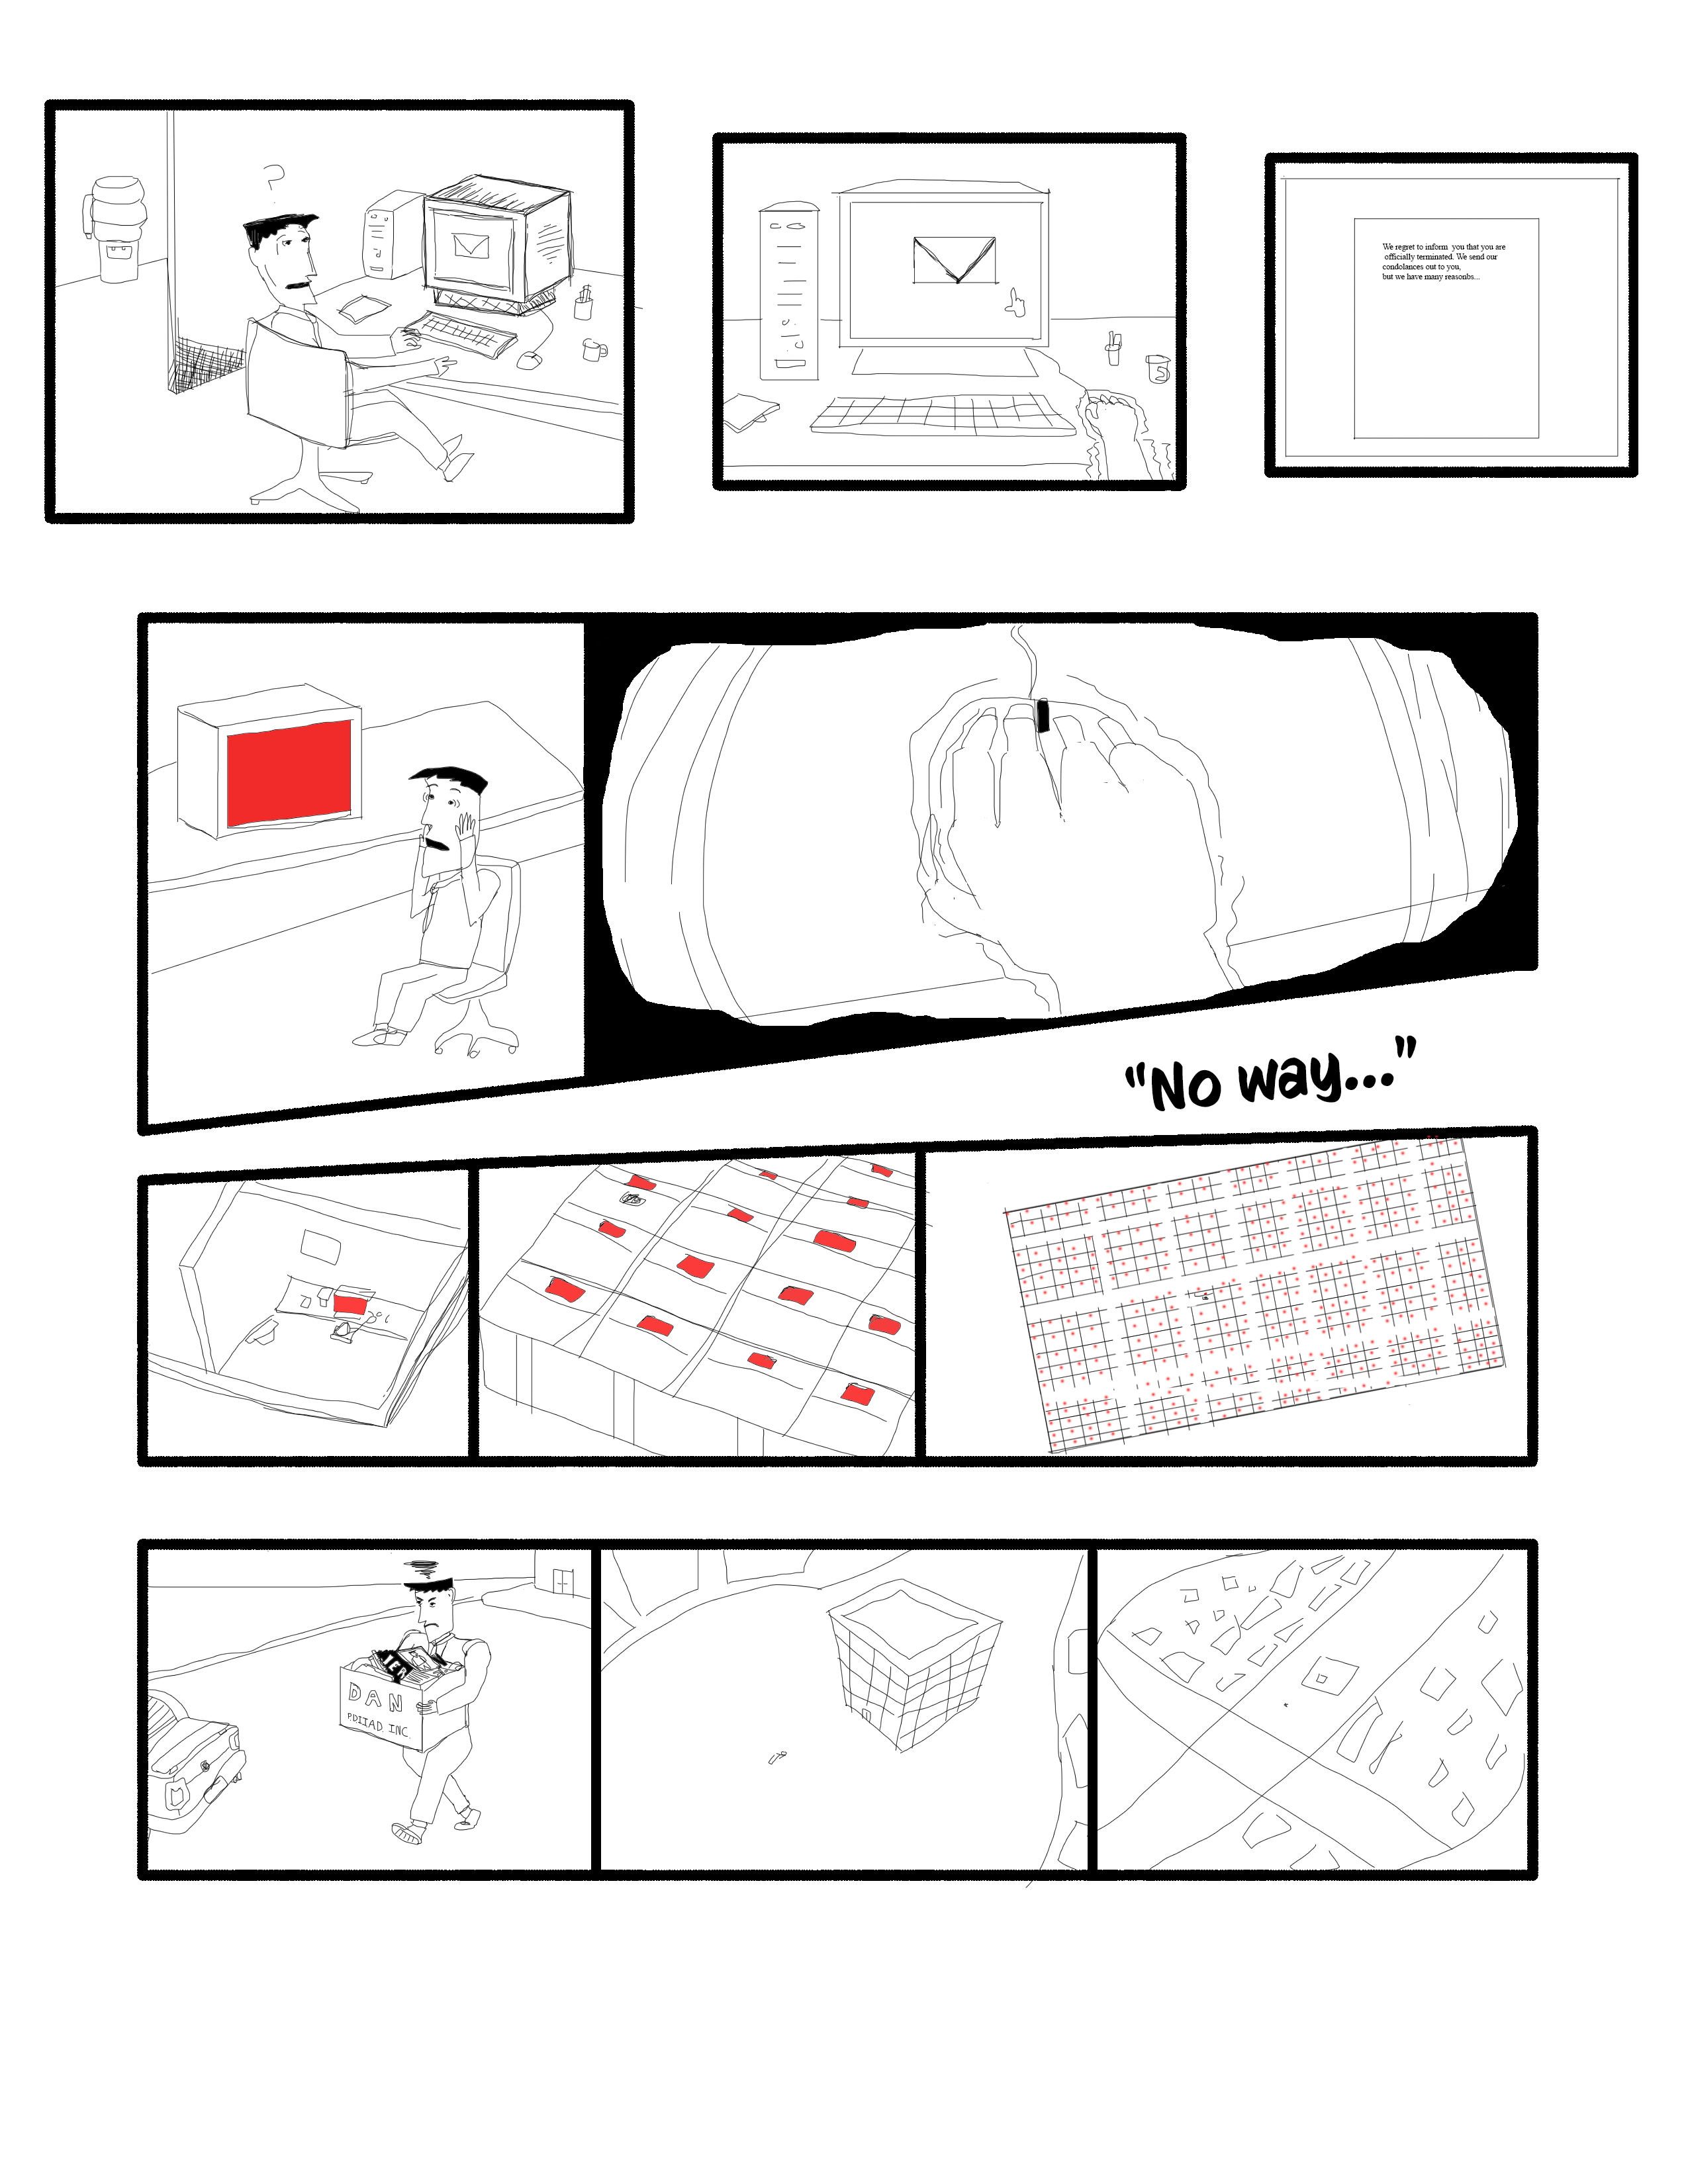 ?
We regret to inform you that you are
officially terminated. We send our
condolances out to you,
but we have many reasonbs...
"No way..."
DAN
P.DIIAD. INC.